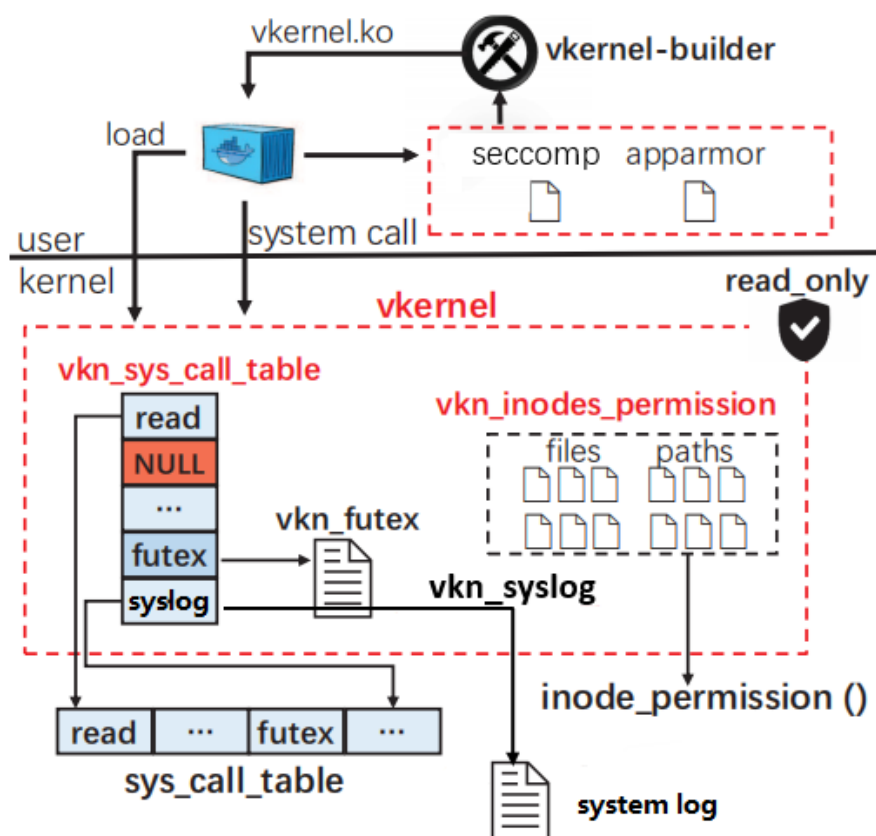 vkernel.ko
vkernel-builder
load
seccomp apparmor
system call
user
kernel
read_only
vkernel
vkn_sys_call_table
vkn_inodes_permission
read
files paths
NULL
...
vkn_futex
futex
vkn_syslog
syslog
inode_permission ()
read ... futex ...
sys_call_table
system log